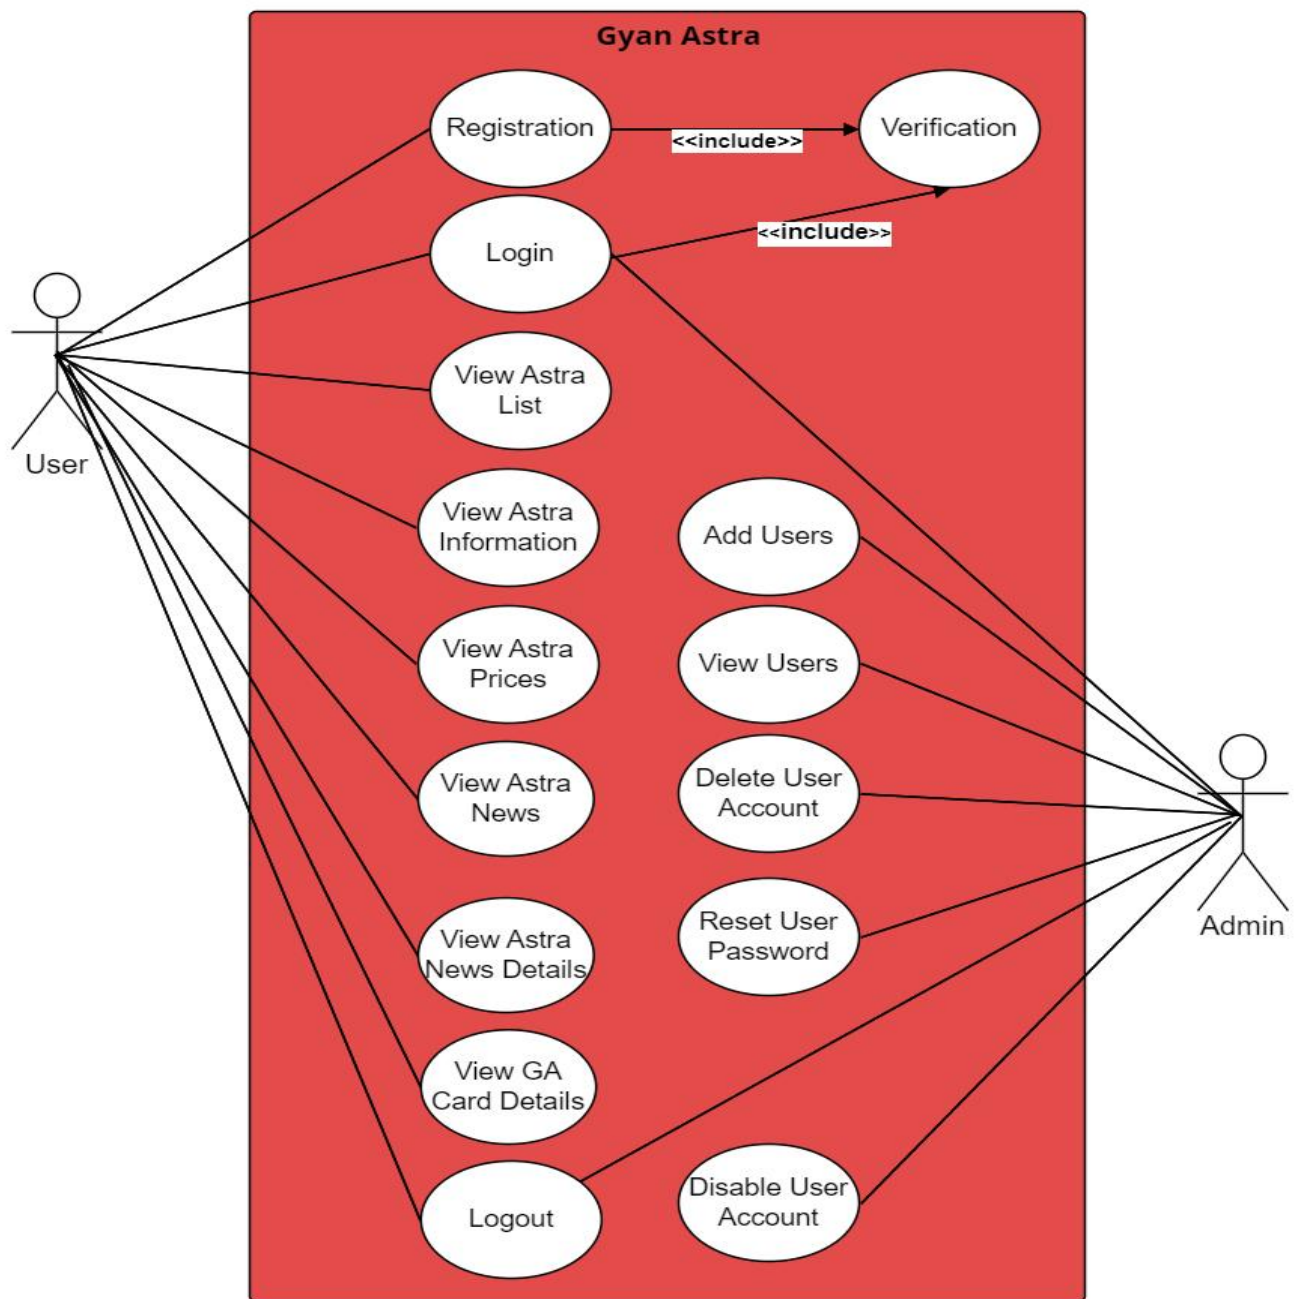 Gyan Astra
Registration
<<include>>
Verification
Login
<<include>>
View Astra
List
User
View Astra
Information
Add Users
View Astra
Prices
View Users
View Astra
News
Delete User
Account
Admin
View Astra
News Details
Reset User
Password
View GA
Card Details
Logout
Disable User
Account